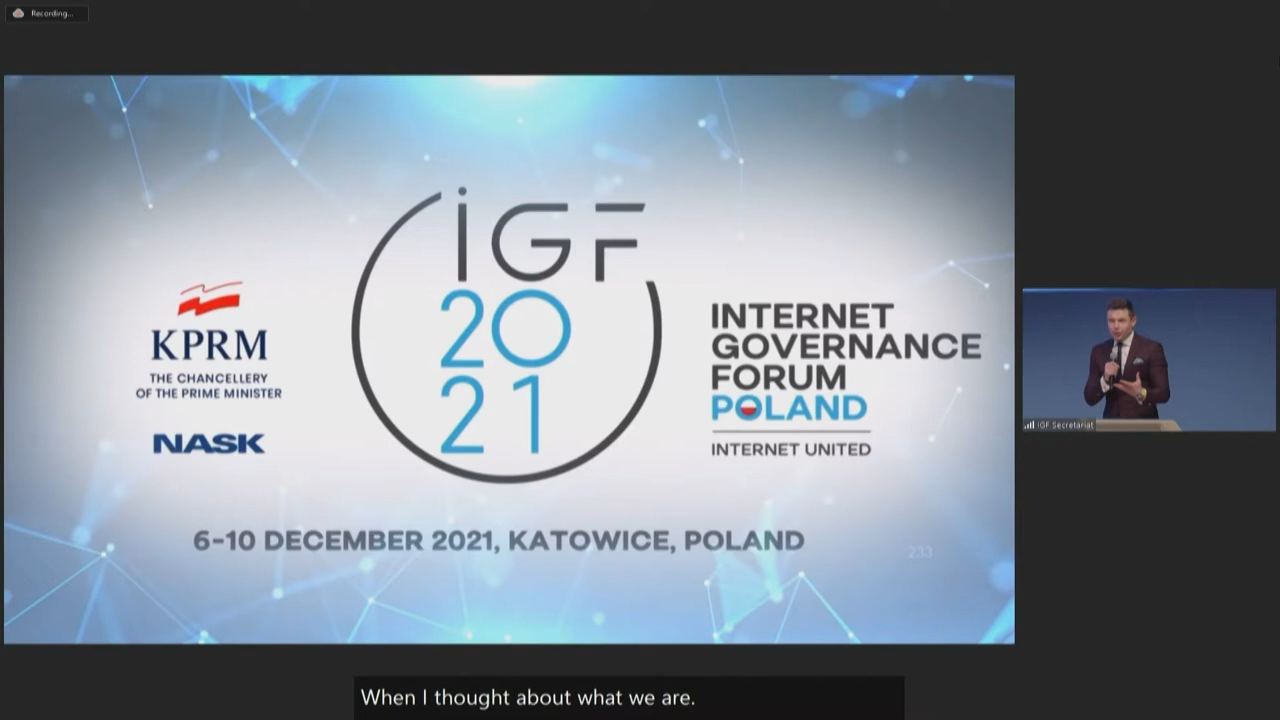 Recording...
iGF
20
21
KPRM
THE CHANCELLERY
OF THE PRIME MINISTER
NASK
INTERNET
GOVERNANCE
FORUM
POLAND
INTERNET UNITED
6-10 DECEMBER 2021, KATOWICE, POLAND
233
IGF Secretariat
When I thought about what we are.